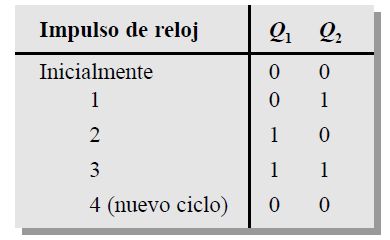 Impulso de reloj Q1 Q2
Inicialmente 0 0
1 0 1
2 1 0
3 1 1
4 (nuevo ciclo) 0 0